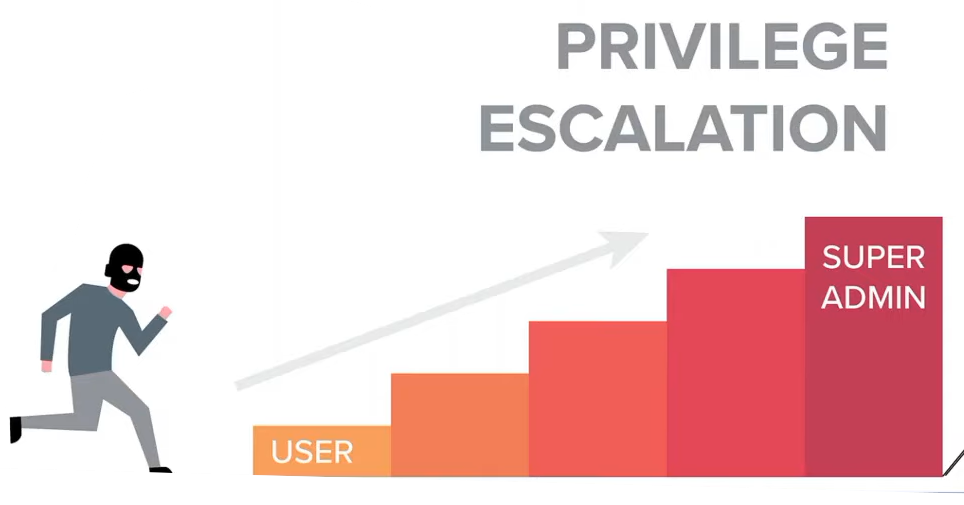 PRIVILEGE
ESCALATION
SUPER
ADMIN
USER